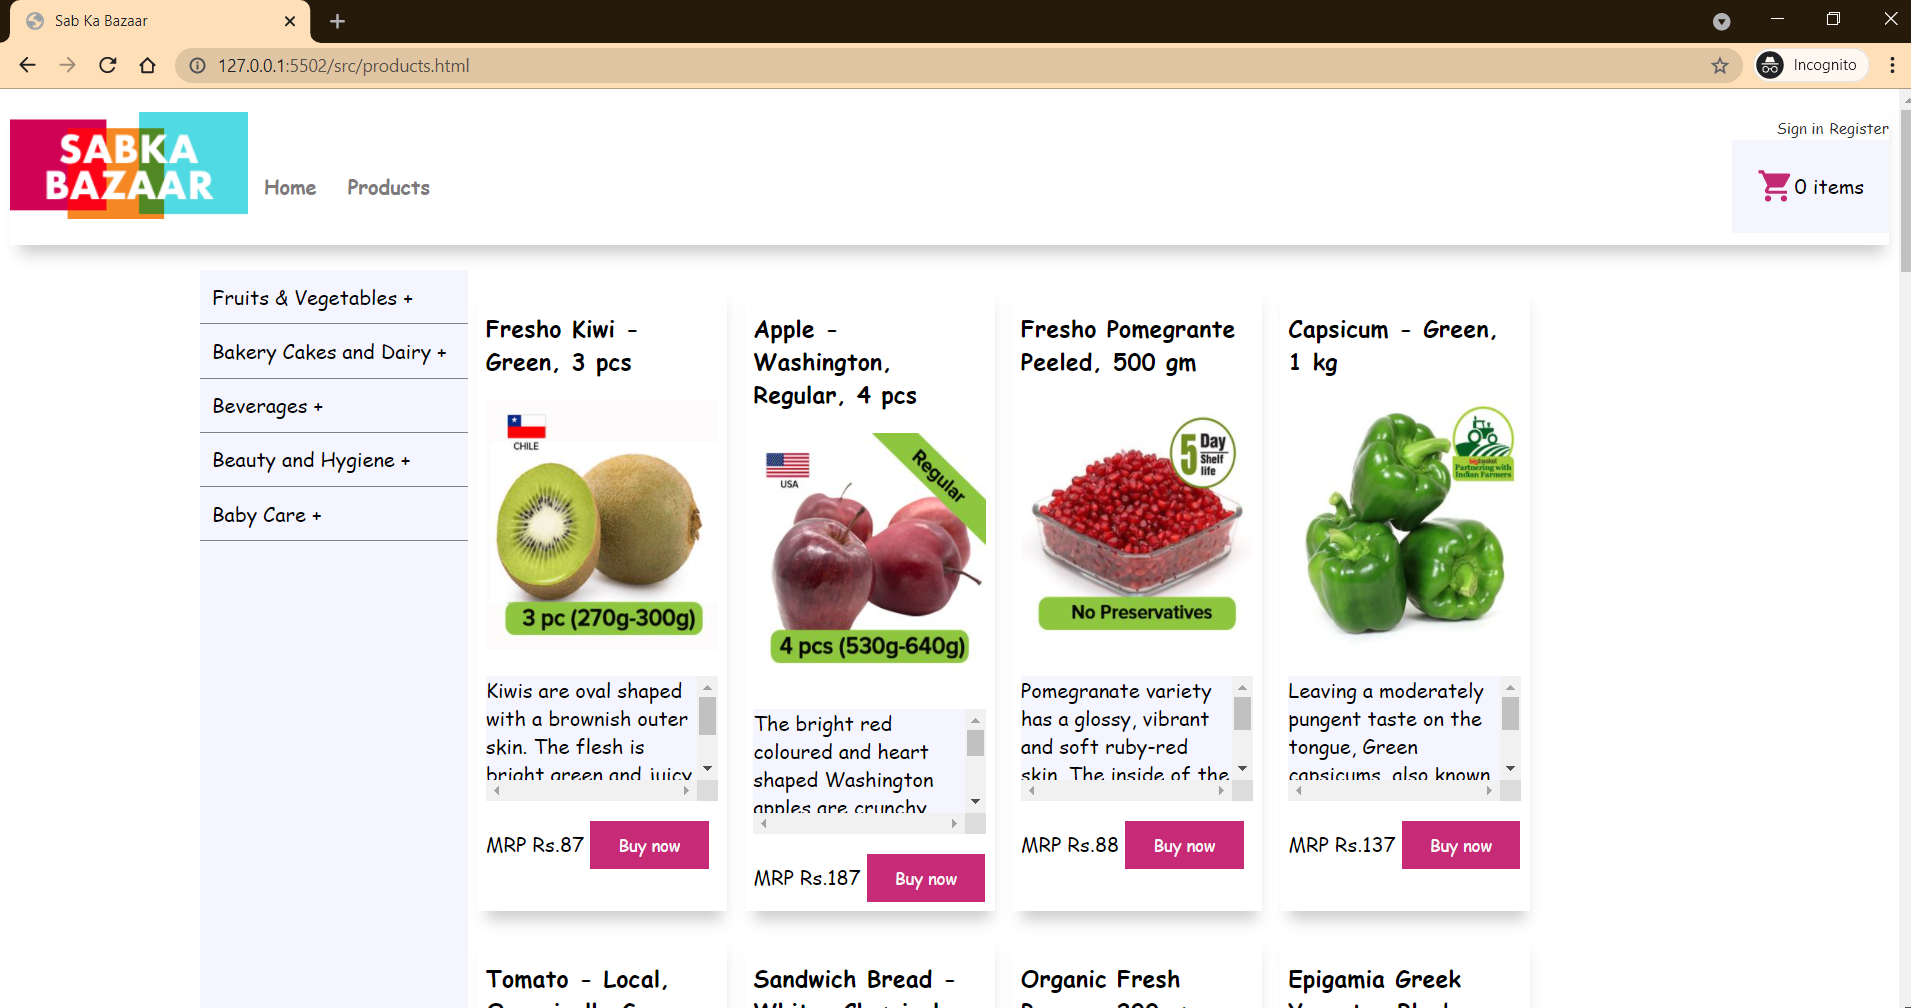 Sab Ka Bazaar
127.0.0.1:5502/src/products.html
Incognito
SABKA
BAZAAR
Home Products
Sign in Register
0 items
Fruits & Vegetables +
Bakery Cakes and Dairy +
Beverages +
Beauty and Hygiene +
Baby Care +
Fresho Kiwi -
Green, 3 pcs
CHILE
3 pc (270g-300g)
Kiwis are oval shaped
with a brownish outer
skin. The flesh is
bright green and juicy
MRP Rs.87 Buy now
Apple -
Washington,
Regular, 4 pcs
USA
Regular
4 pcs (530g-640g)
The bright red
coloured and heart
shaped Washington
apples are crunchy
MRP Rs.187 Buy now
Fresho Pomegrante
Peeled, 500 gm
5 Day
Shelf
life
No Preservatives
Pomegranate variety
has a glossy, vibrant
and soft ruby-red
skin. The inside of the
MRP Rs.88 Buy now
Capsicum - Green,
1 kg
bigbasket
Partnering with
Indian Farmers
Leaving a moderately
pungent taste on the
tongue, Green
capsicums, also known
MRP Rs.137 Buy now
Tomato - Local,
Sandwich Bread -
Organic Fresh
Epigamia Greek